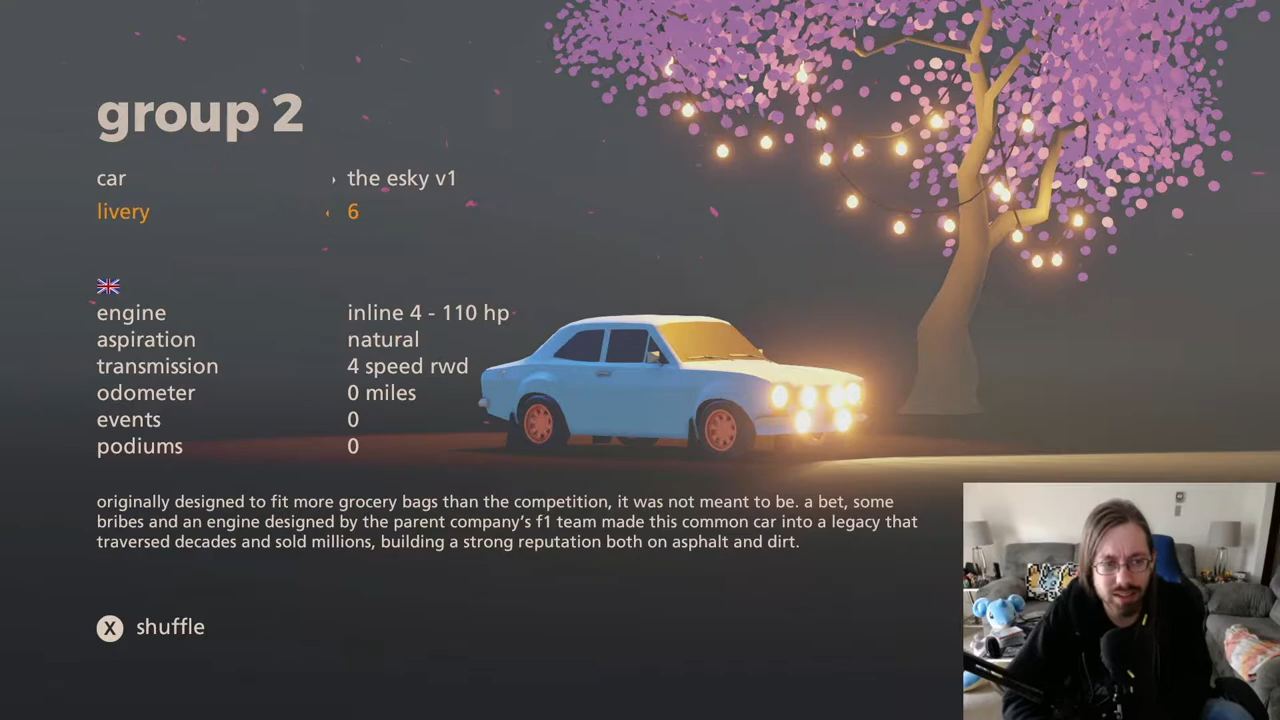 group 2
car the esky v1
livery 6
engine inline 4 - 110 hp
aspiration natural
transmission 4 speed rwd
odometer 0 miles
events 0
podiums 0
originally designed to fit more grocery bags than the competition, it was not meant to be. a bet, some
bribes and an engine designed by the parent company's f1 team made this common car into a legacy that
traversed decades and sold millions, building a strong reputation both on asphalt and dirt.
X shuffle